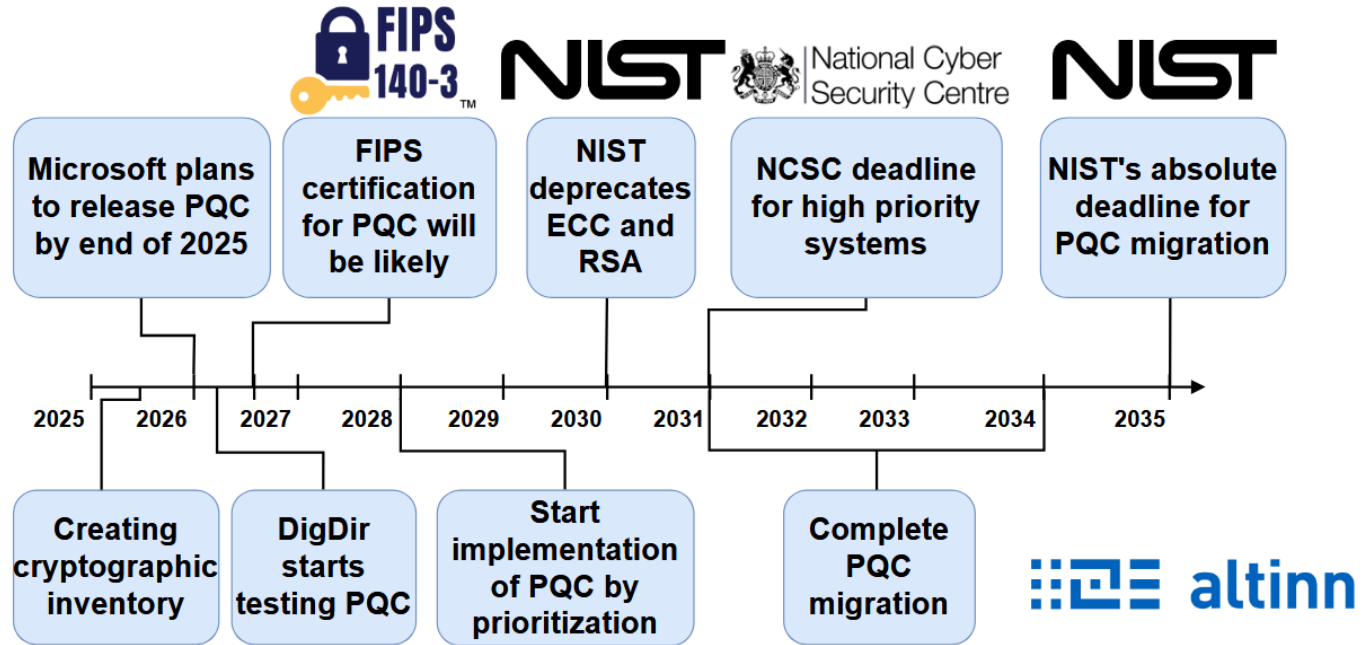 FIPS
140-3
TM
NIST
National Cyber
Security Centre
NIST
Microsoft plans
to release PQC
by end of 2025
FIPS
certification
for PQC will
be likely
NIST
deprecates
ECC and
RSA
NCSC deadline
for high priority
systems
NIST's absolute
deadline for
PQC migration
2025
2026
2027
2028
2029
2030
2031
2032
2033
2034
2035
Creating
cryptographic
inventory
DigDir
starts
testing PQC
Start
implementation
of PQC by
prioritization
Complete
PQC
migration
altinn